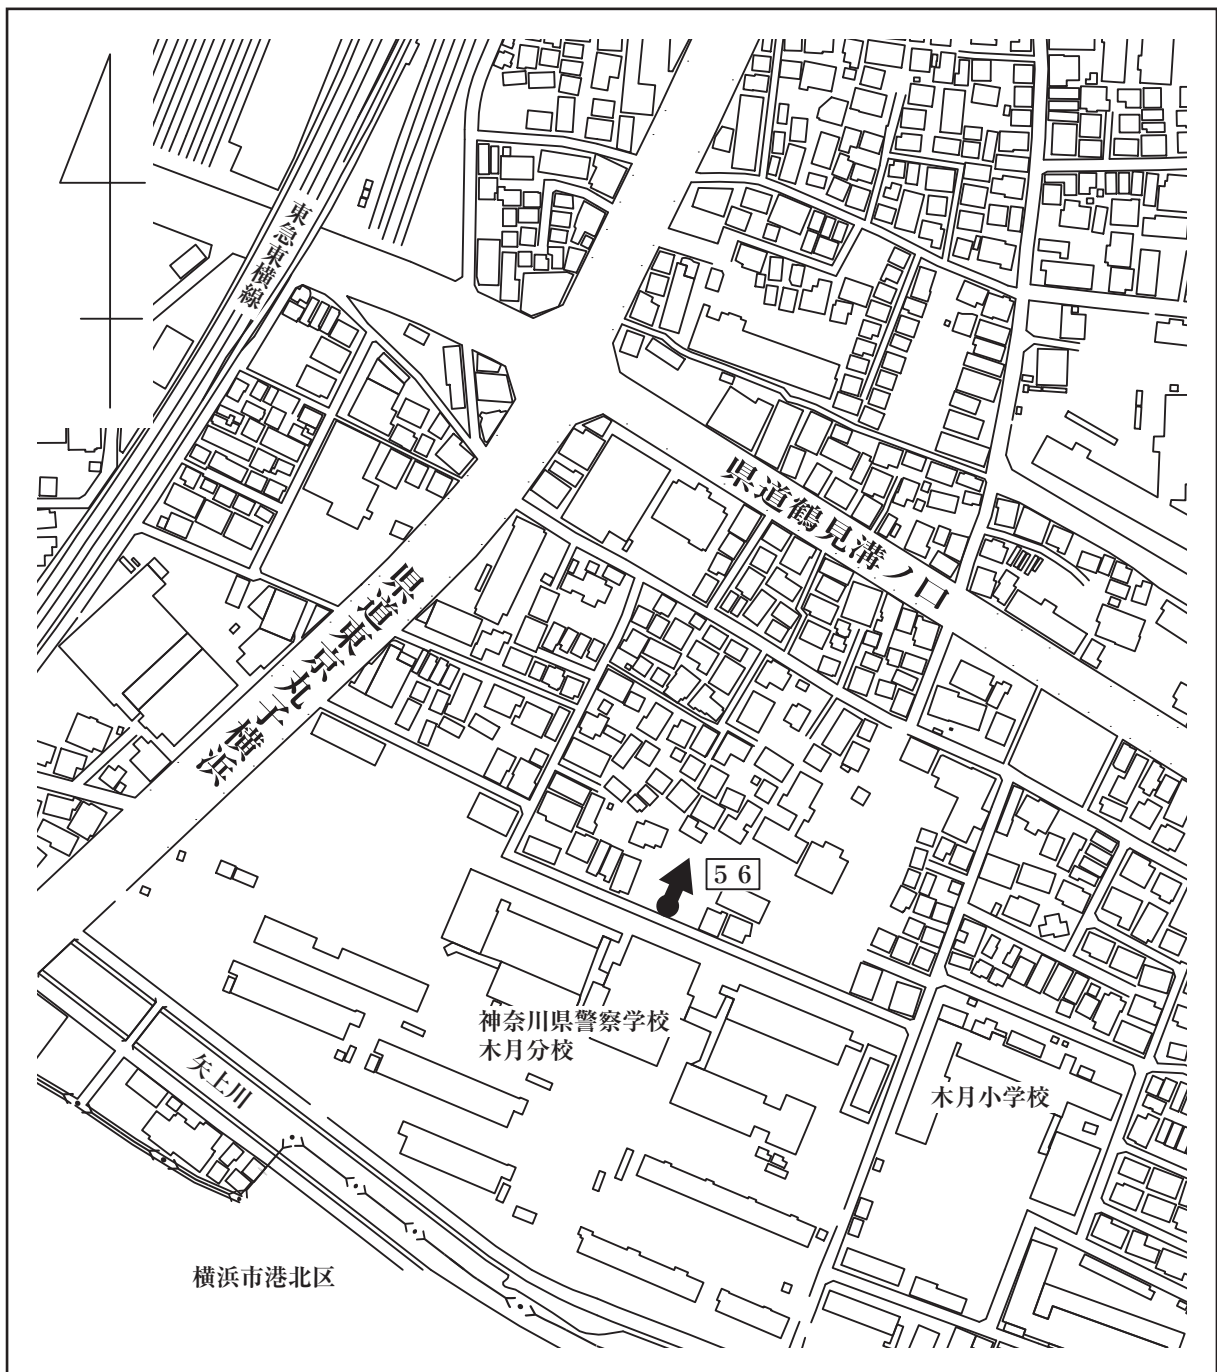 東急東横線
県道鶴見溝ノ口
県道東京丸子横浜
５６
神奈川県警察学校
木月分校
木月小学校
矢上川
横浜市港北区